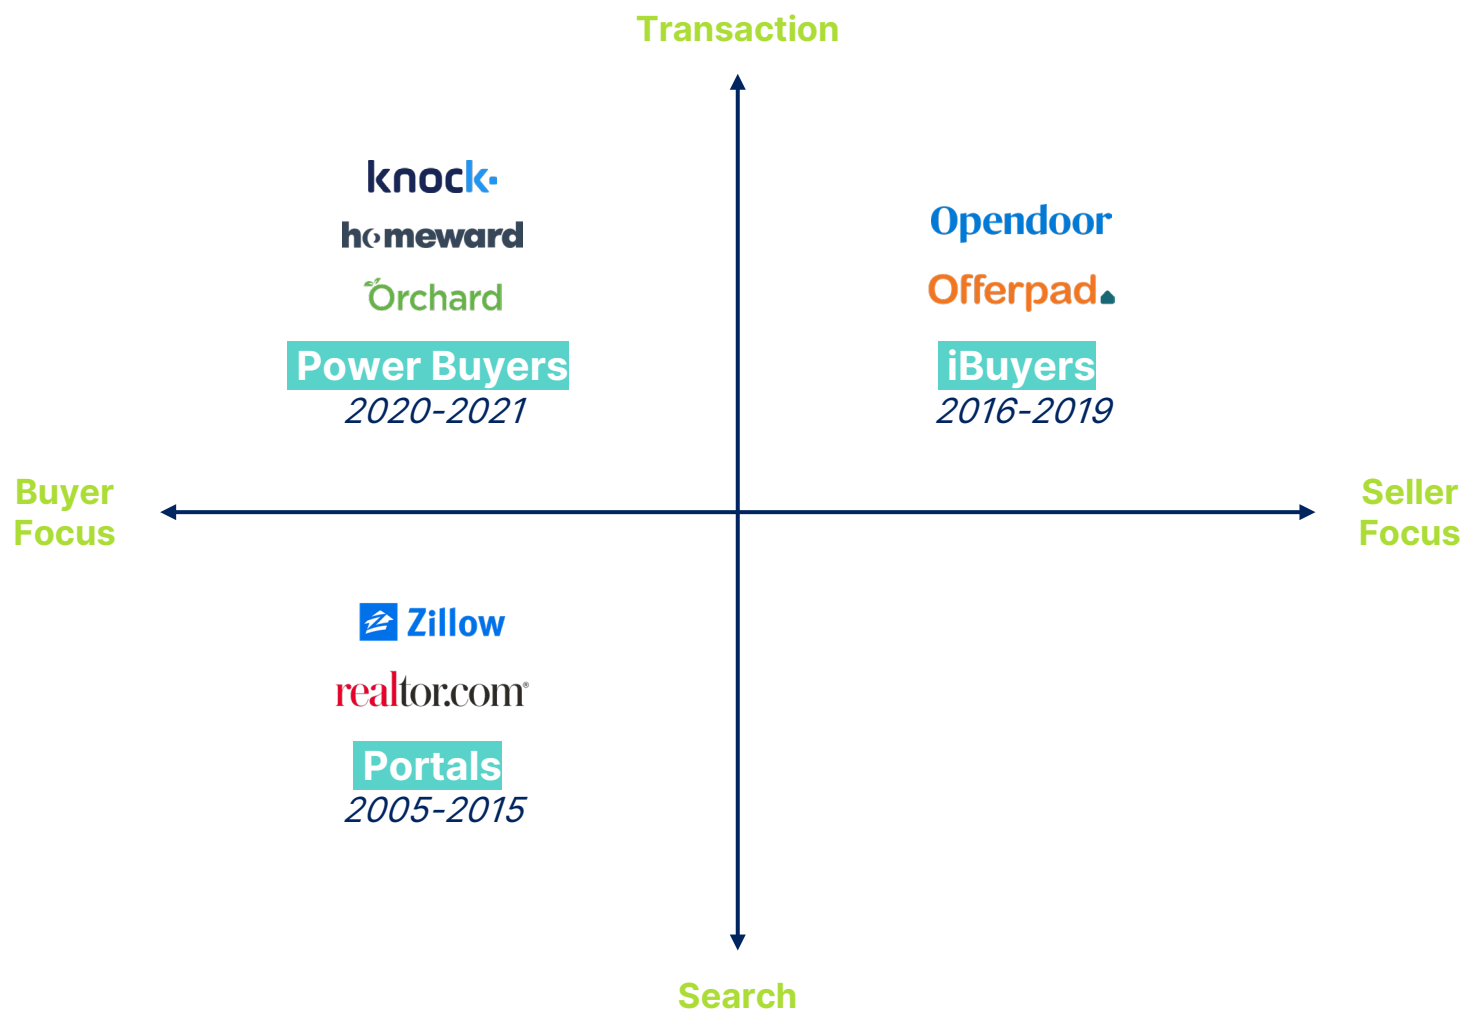 Transaction
knock
homeward
Orchard
Power Buyers
2020-2021
Opendoor
Offerpad
iBuyers
2016-2019
Buyer
Focus
Seller
Focus
Zillow
realtor.com®
Portals
2005-2015
Search